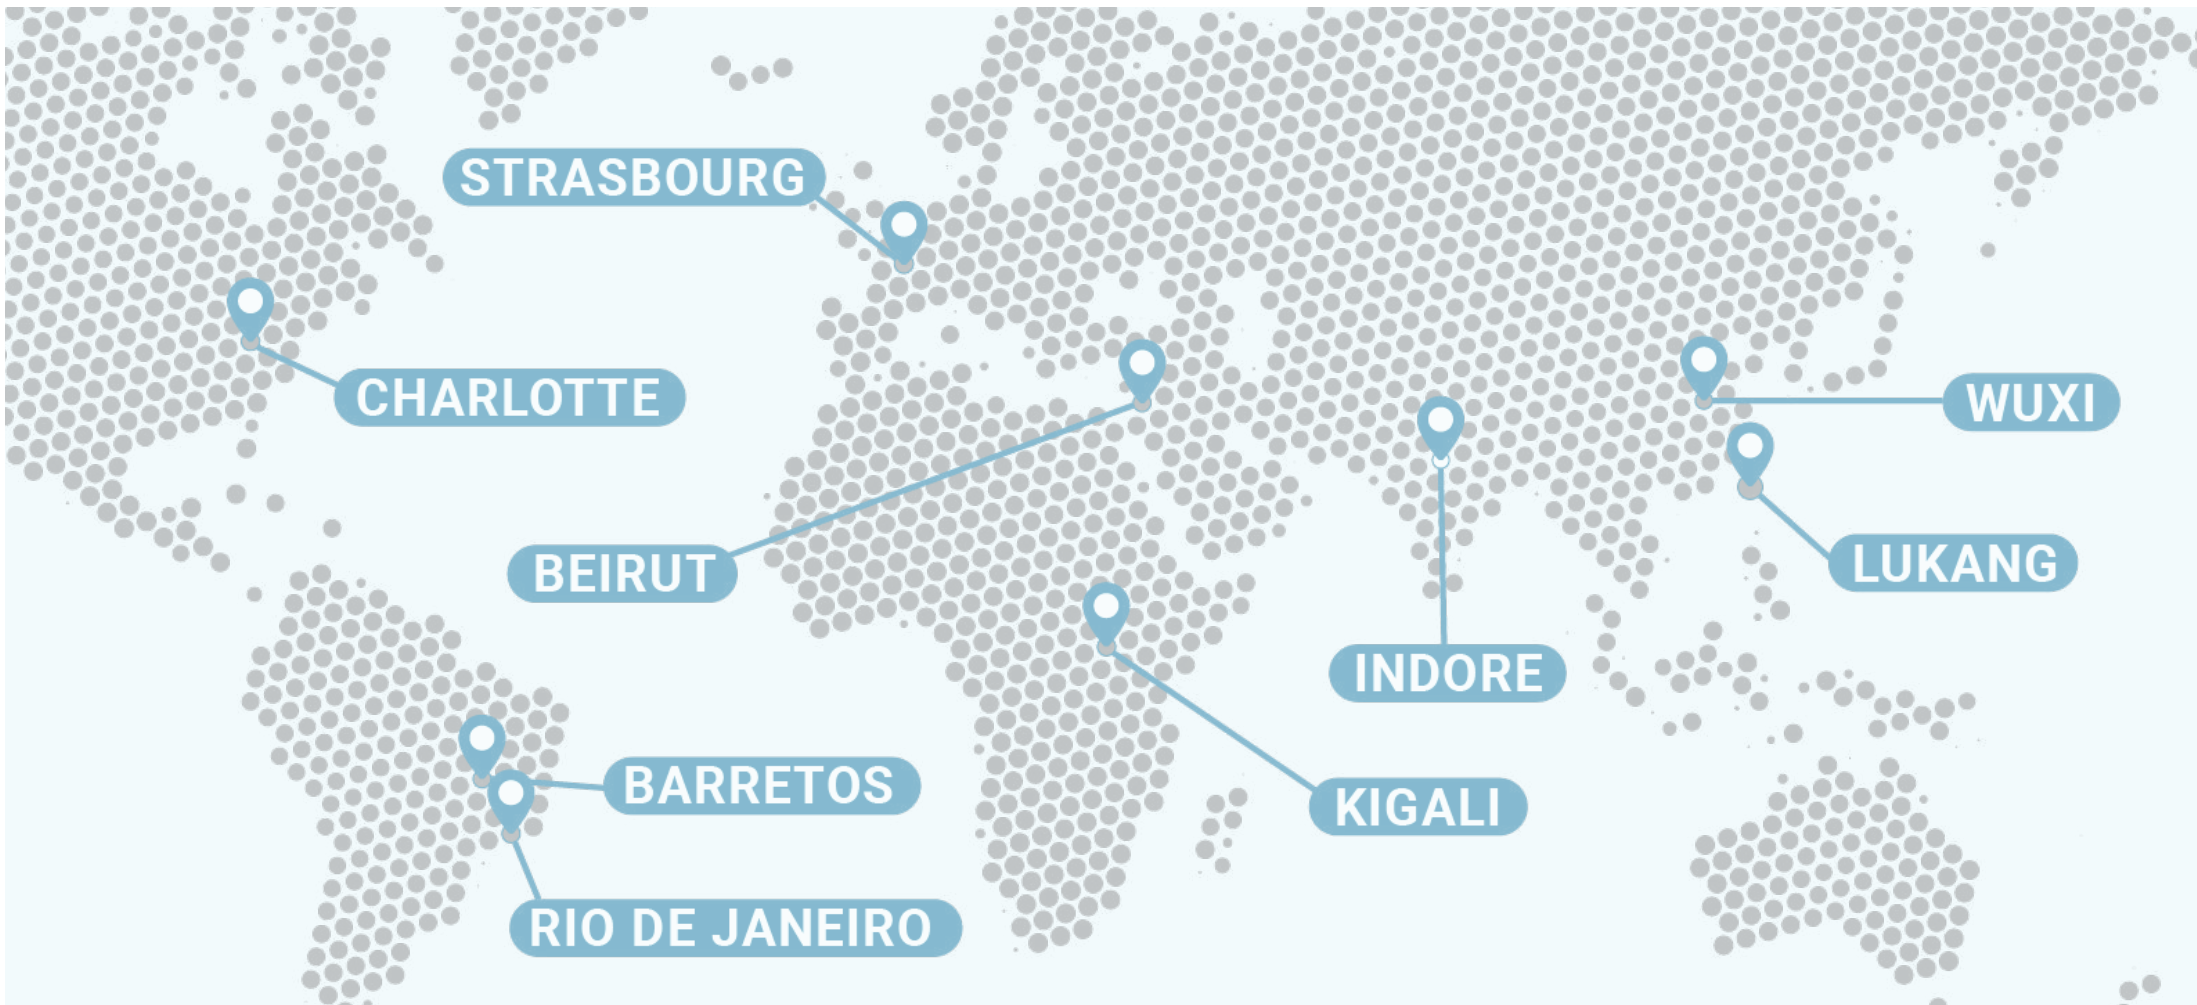 STRASBOURG
CHARLOTTE
WUXI
LUKANG
BEIRUT
INDORE
BARRETOS
KIGALI
RIO DE JANEIRO